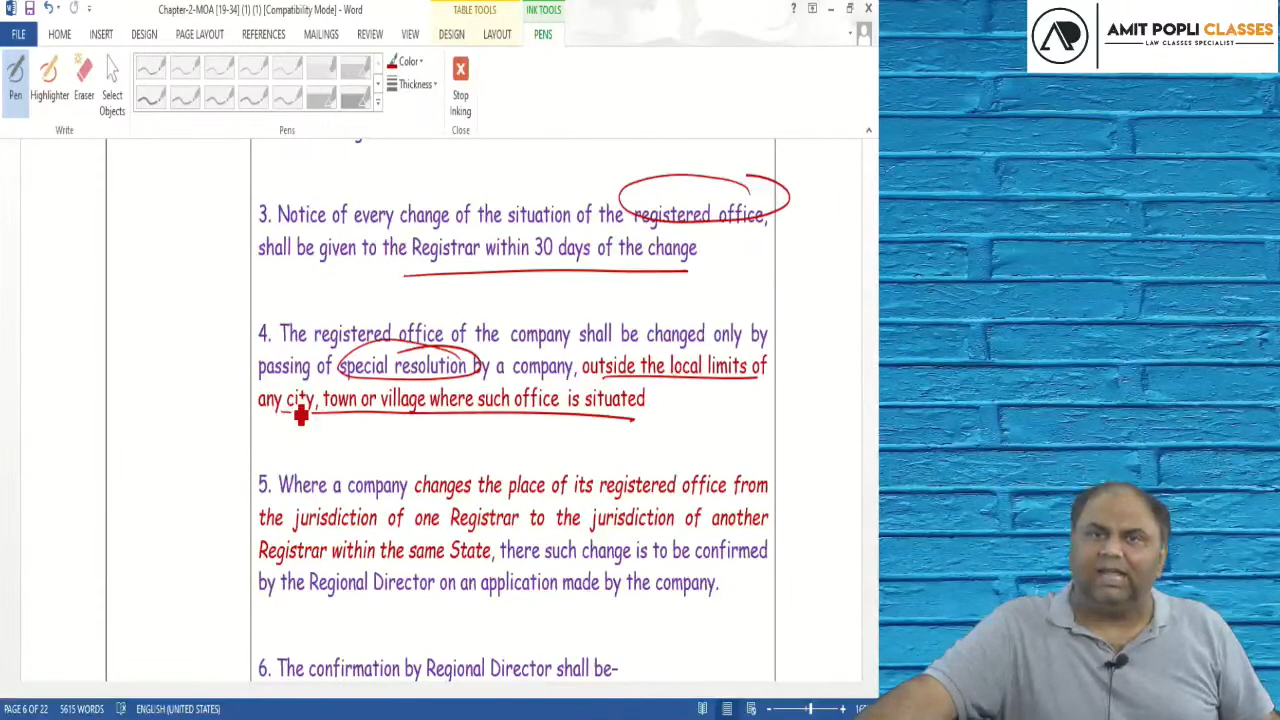 Chapter-2-MOA [19-34] (1) (1) [Compatibility Mode] - Word
TABLE TOOLS
INK TOOLS
FILE
HOME
INSERT
DESIGN
PAGE LAYOUT
REFERENCES
MAILINGS
REVIEW
VIEW
DESIGN
LAYOUT
PENS
Pen
Highlighter
Eraser
Select
Objects
Color
Thickness
Stop
Inking
Write
Pens
Close
AMIT POPLI CLASSES
LAW CLASSES SPECIALIST
3. Notice of every change of the situation of the registered office,
shall be given to the Registrar within 30 days of the change
4. The registered office of the company shall be changed only by
passing of special resolution by a company, outside the local limits of
any city, town or village where such office is situated
5. Where a company changes the place of its registered office from
the jurisdiction of one Registrar to the jurisdiction of another
Registrar within the same State, there such change is to be confirmed
by the Regional Director on an application made by the company.
6. The confirmation by Regional Director shall be-
PAGE 6 OF 22
5615 WORDS
ENGLISH (UNITED STATES)